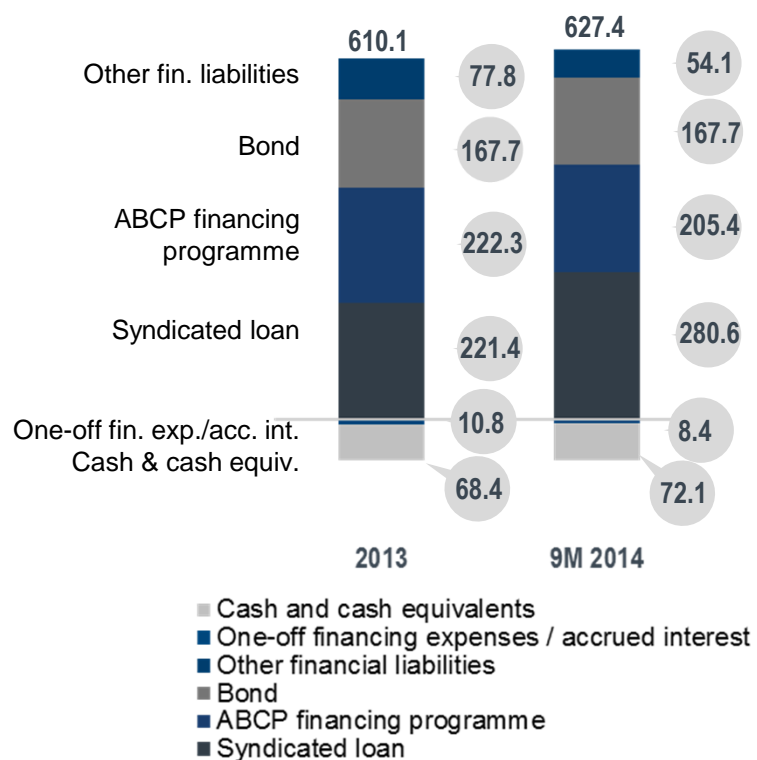 610.1
627.4
Other fin. liabilities
77.8
54.1
Bond
167.7
167.7
ABCP financing
programme
222.3
205.4
Syndicated loan
221.4
280.6
One-off fin. exp./acc. int.
10.8
8.4
Cash & cash equiv.
68.4
72.1
2013
9M 2014
Cash and cash equivalents
One-off financing expenses / accrued interest
Other financial liabilities
Bond
ABCP financing programme
Syndicated loan